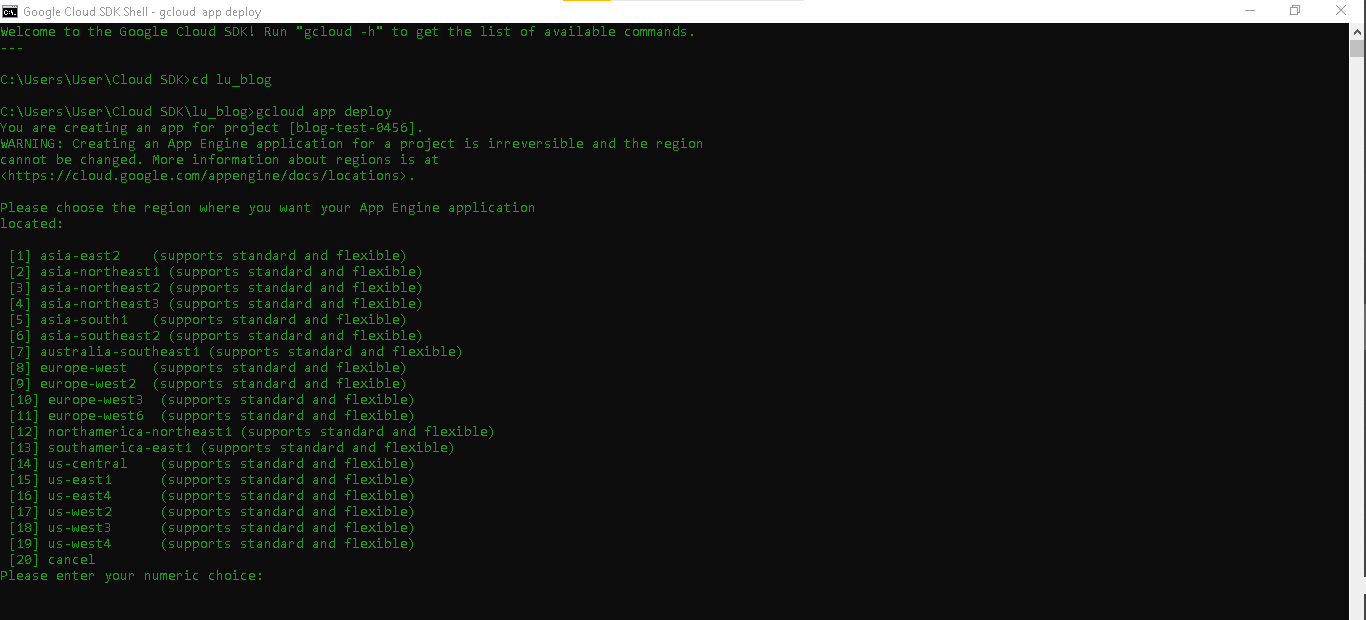 Google Cloud SDK Shell - gcloud  app deploy
Welcome to the Google Cloud SDK! Run "gcloud -h" to get the list of available commands.
---
C:\Users\User\Cloud SDK>cd lu_blog
C:\Users\User\Cloud SDK\lu_blog>gcloud app deploy
You are creating an app for project [blog-test-0456].
WARNING: Creating an App Engine application for a project is irreversible and the region
cannot be changed. More information about regions is at
<https://cloud.google.com/appengine/docs/locations>.
Please choose the region where you want your App Engine application
located:
[1] asia-east2    (supports standard and flexible)
[2] asia-northeast1 (supports standard and flexible)
[3] asia-northeast2 (supports standard and flexible)
[4] asia-northeast3 (supports standard and flexible)
[5] asia-south1   (supports standard and flexible)
[6] asia-southeast2 (supports standard and flexible)
[7] australia-southeast1 (supports standard and flexible)
[8] europe-west   (supports standard and flexible)
[9] europe-west2  (supports standard and flexible)
[10] europe-west3  (supports standard and flexible)
[11] europe-west6  (supports standard and flexible)
[12] northamerica-northeast1 (supports standard and flexible)
[13] southamerica-east1 (supports standard and flexible)
[14] us-central    (supports standard and flexible)
[15] us-east1      (supports standard and flexible)
[16] us-east4      (supports standard and flexible)
[17] us-west2      (supports standard and flexible)
[18] us-west3      (supports standard and flexible)
[19] us-west4      (supports standard and flexible)
[20] cancel
Please enter your numeric choice: